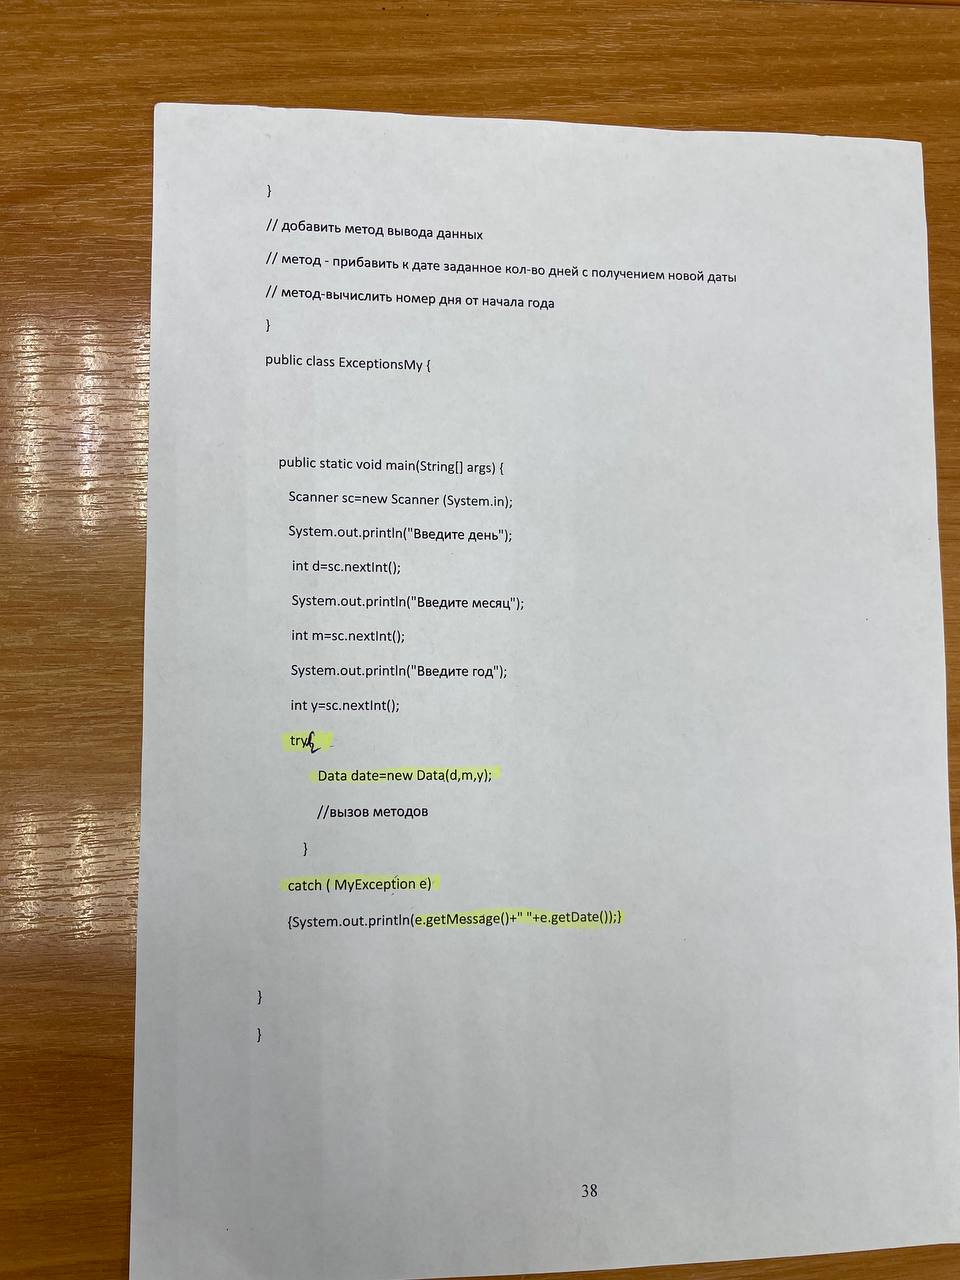 }
// добавить метод вывода данных
// метод - прибавить к дате заданное кол-во дней с получением новой даты
// метод-вычислить номер дня от начала года
}
public class ExceptionsMy {
public static void main(String[] args) {
Scanner sc=new Scanner (System.in);
System.out.println("Введите день");
int d=sc.nextInt();
System.out.println("Введите месяц");
int m=sc.nextInt();
System.out.println("Введите год");
int y=sc.nextInt();
try{
Data date=new Data(d,m,y);
//вызов методов
}
catch ( MyException e)
{System.out.println(e.getMessage()+" "+e.getDate());}
}
}
38